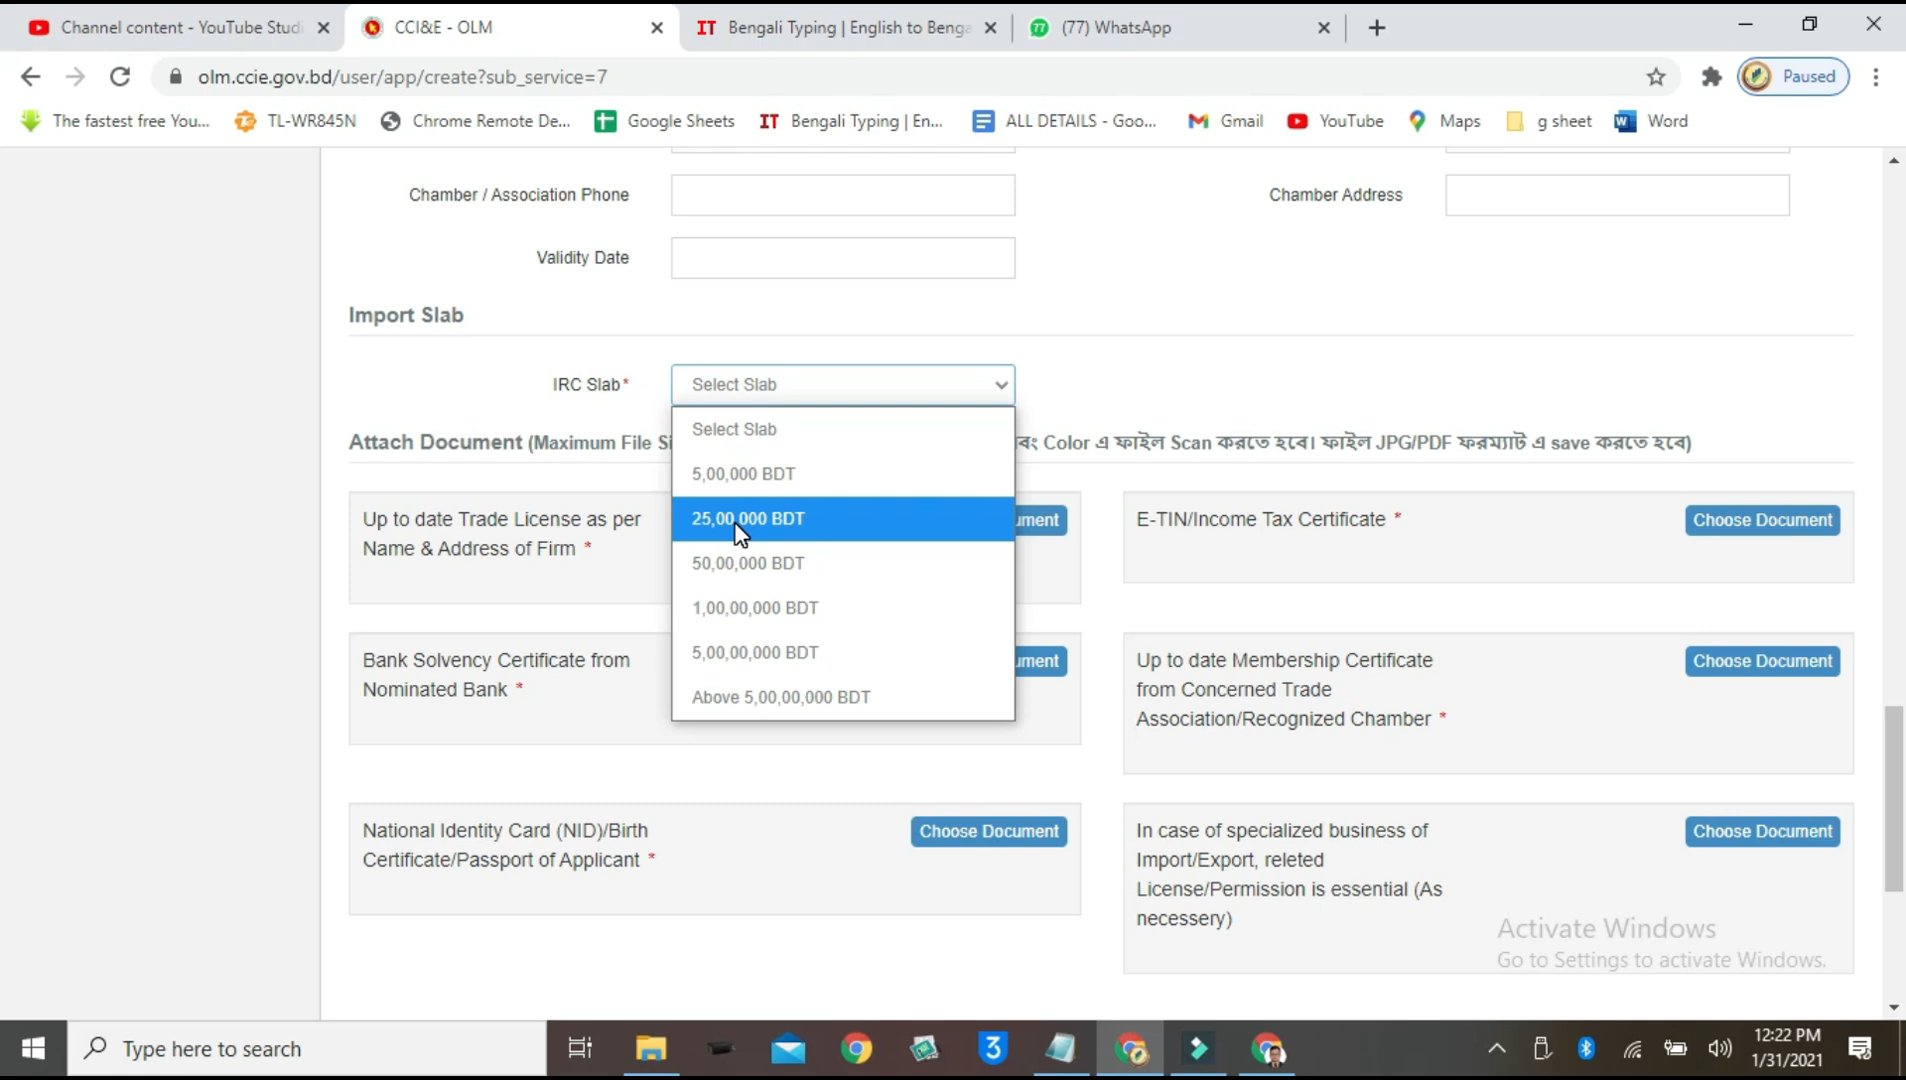 Channel content - YouTube Studi
CCI&E - OLM
IT Bengali Typing | English to Benga
77 (77) WhatsApp
olm.ccie.gov.bd/user/app/create?sub_service=7
Paused
The fastest free You...
TL-WR845N
Chrome Remote De...
Google Sheets
IT Bengali Typing | En...
ALL DETAILS - Goo...
Gmail
YouTube
Maps
g sheet
W Word
Chamber / Association Phone
Chamber Address
Validity Date
Import Slab
IRC Slab*
Select Slab
Select Slab
5,00,000 BDT
25,00,000 BDT
50,00,000 BDT
1,00,00,000 BDT
5,00,00,000 BDT
Above 5,00,00,000 BDT
Attach Document (Maximum File Si
Color এ ফাইল Scan করতে হবে। ফাইল JPG/PDF ফরম্যাট এ save করতে হবে)
Up to date Trade License as per
Name & Address of Firm *
ument
E-TIN/Income Tax Certificate *
Choose Document
Bank Solvency Certificate from
Nominated Bank *
ument
Up to date Membership Certificate
from Concerned Trade
Association/Recognized Chamber *
Choose Document
National Identity Card (NID)/Birth
Certificate/Passport of Applicant *
Choose Document
In case of specialized business of
Import/Export, releted
License/Permission is essential (As
necessery)
Choose Document
Activate Windows
Go to Settings to activate Windows.
Type here to search
3
12:22 PM
1/31/2021